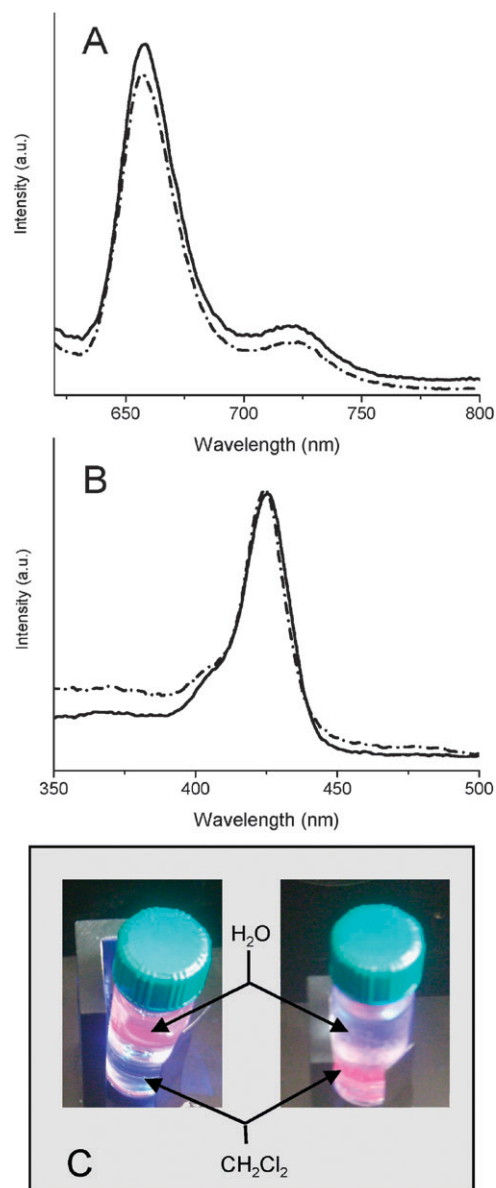 A
Intensity (a.u.)
650 700 750 800
Wavelength (nm)
B
Intensity (a.u.)
350 400 450 500
Wavelength (nm)
H₂O
CH₂Cl₂
C